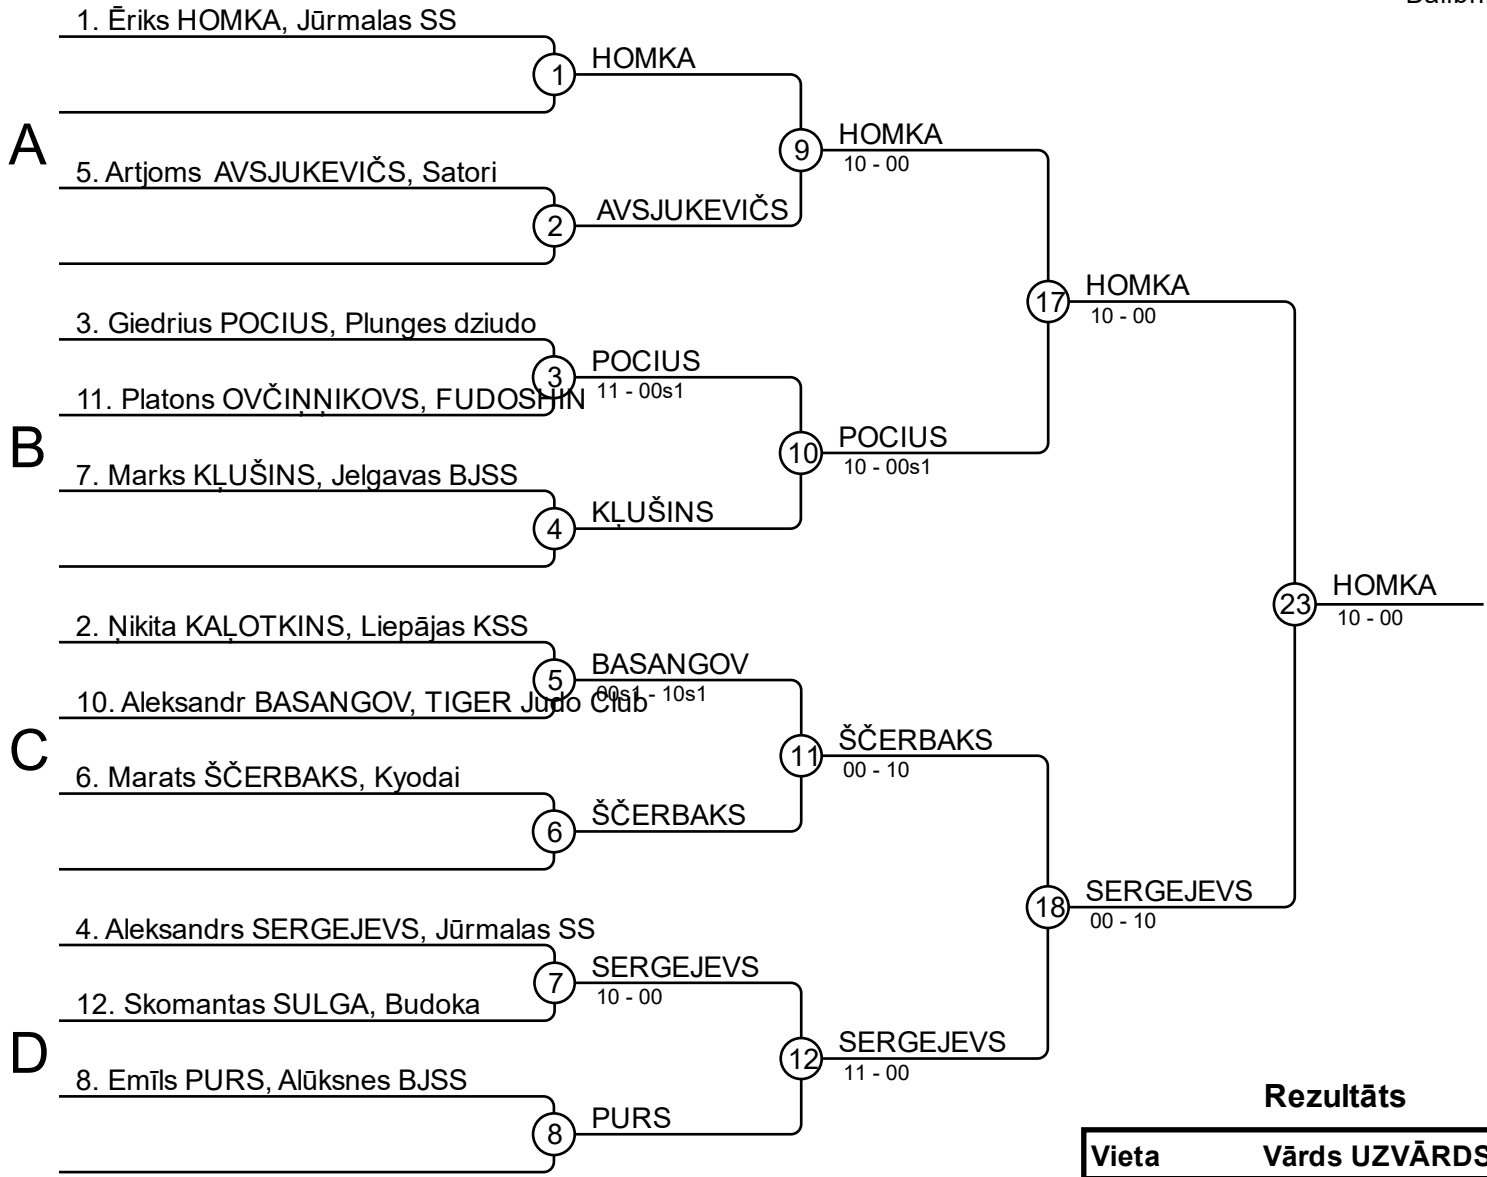 1. Ēriks HOMKA, Jūrmalas SS
1
HOMKA
A
9
HOMKA
10 - 00
5. Artjoms AVSJUKEVIČS, Satori
2
AVSJUKEVIČS
17
HOMKA
10 - 00
3. Giedrius POCIUS, Plunges dziudo
3
POCIUS
11 - 00s1
11. Platons OVČIŅŅIKOVS, FUDOSHIN
B
10
POCIUS
10 - 00s1
7. Marks KĻUŠINS, Jelgavas BJSS
4
KĻUŠINS
23
HOMKA
10 - 00
2. Ņikita KAĻOTKINS, Liepājas KSS
5
BASANGOV
00s1 - 10s1
10. Aleksandr BASANGOV, TIGER Judo Club
C
11
ŠČERBAKS
00 - 10
6. Marats ŠČERBAKS, Kyodai
6
ŠČERBAKS
18
SERGEJEVS
00 - 10
4. Aleksandrs SERGEJEVS, Jūrmalas SS
7
SERGEJEVS
10 - 00
12. Skomantas SULGA, Budoka
D
12
SERGEJEVS
11 - 00
8. Emīls PURS, Alūksnes BJSS
8
PURS
Rezultāts
Vieta Vārds UZVĀRDS